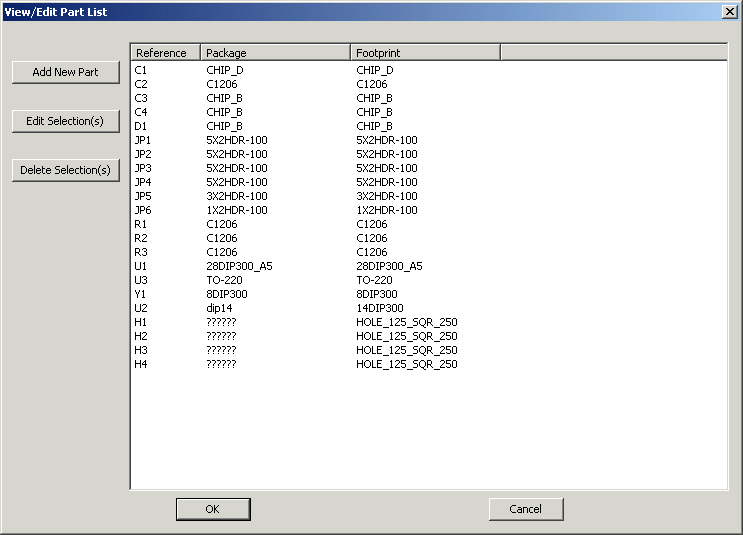 View/Edit Part List
Add New Part
Edit Selection(s)
Delete Selection(s)
Reference Package Footprint
C1 CHIP_D CHIP_D
C2 C1206 C1206
C3 CHIP_B CHIP_B
C4 CHIP_B CHIP_B
D1 CHIP_B CHIP_B
JP1 5X2HDR-100 5X2HDR-100
JP2 5X2HDR-100 5X2HDR-100
JP3 5X2HDR-100 5X2HDR-100
JP4 5X2HDR-100 5X2HDR-100
JP5 3X2HDR-100 3X2HDR-100
JP6 1X2HDR-100 1X2HDR-100
R1 C1206 C1206
R2 C1206 C1206
R3 C1206 C1206
U1 28DIP300_A5 28DIP300_A5
U3 TO-220 TO-220
Y1 8DIP300 8DIP300
U2 dip14 14DIP300
H1 ?????? HOLE_125_SQR_250
H2 ?????? HOLE_125_SQR_250
H3 ?????? HOLE_125_SQR_250
H4 ?????? HOLE_125_SQR_250
OK Cancel